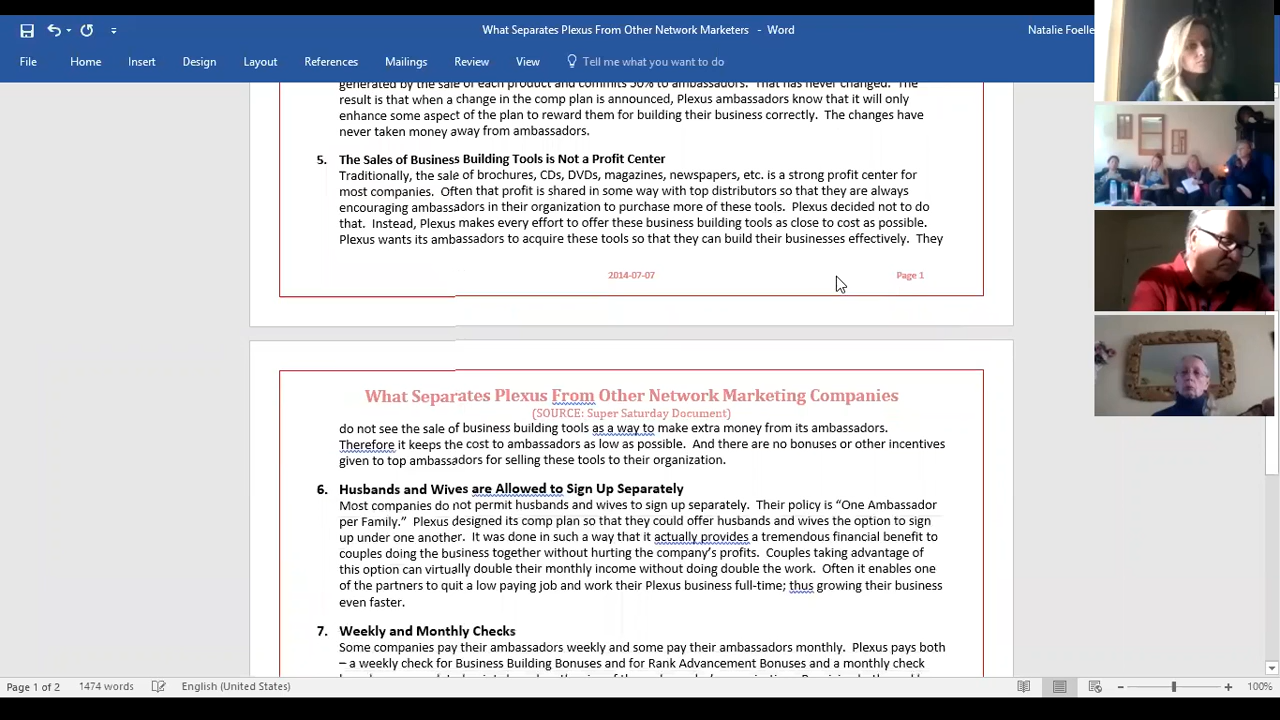 What Separates Plexus From Other Network Marketers - Word
Natalie Foelle
File Home Insert Design Layout References Mailings Review View Tell me what you want to do
generated by the sale of each product and commits 50% to ambassadors. That has never changed. The
result is that when a change in the comp plan is announced, Plexus ambassadors know that it will only
enhance some aspect of the plan to reward them for building their business correctly. The changes have
never taken money away from ambassadors.
5. The Sales of Business Building Tools is Not a Profit Center
Traditionally, the sale of brochures, CDs, DVDs, magazines, newspapers, etc. is a strong profit center for
most companies. Often that profit is shared in some way with top distributors so that they are always
encouraging ambassadors in their organization to purchase more of these tools. Plexus decided not to do
that. Instead, Plexus makes every effort to offer these business building tools as close to cost as possible.
Plexus wants its ambassadors to acquire these tools so that they can build their businesses effectively. They
2014-07-07 Page 1
What Separates Plexus From Other Network Marketing Companies
(SOURCE: Super Saturday Document)
do not see the sale of business building tools as a way to make extra money from its ambassadors.
Therefore it keeps the cost to ambassadors as low as possible. And there are no bonuses or other incentives
given to top ambassadors for selling these tools to their organization.
6. Husbands and Wives are Allowed to Sign Up Separately
Most companies do not permit husbands and wives to sign up separately. Their policy is “One Ambassador
per Family.” Plexus designed its comp plan so that they could offer husbands and wives the option to sign
up under one another. It was done in such a way that it actually provides a tremendous financial benefit to
couples doing the business together without hurting the company’s profits. Couples taking advantage of
this option can virtually double their monthly income without doing double the work. Often it enables one
of the partners to quit a low paying job and work their Plexus business full-time; thus growing their business
even faster.
7. Weekly and Monthly Checks
Some companies pay their ambassadors weekly and some pay their ambassadors monthly. Plexus pays both
– a weekly check for Business Building Bonuses and for Rank Advancement Bonuses and a monthly check
Page 1 of 2 1474 words English (United States) 100%